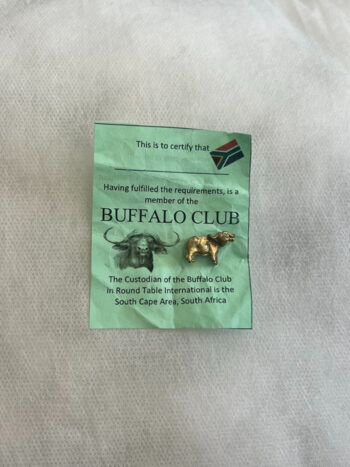 This is to certify that
Having fulfilled the requirements, is a
member of the
BUFFALO CLUB
The Custodian of the Buffalo Club
in Round Table International is the
South Cape Area, South Africa